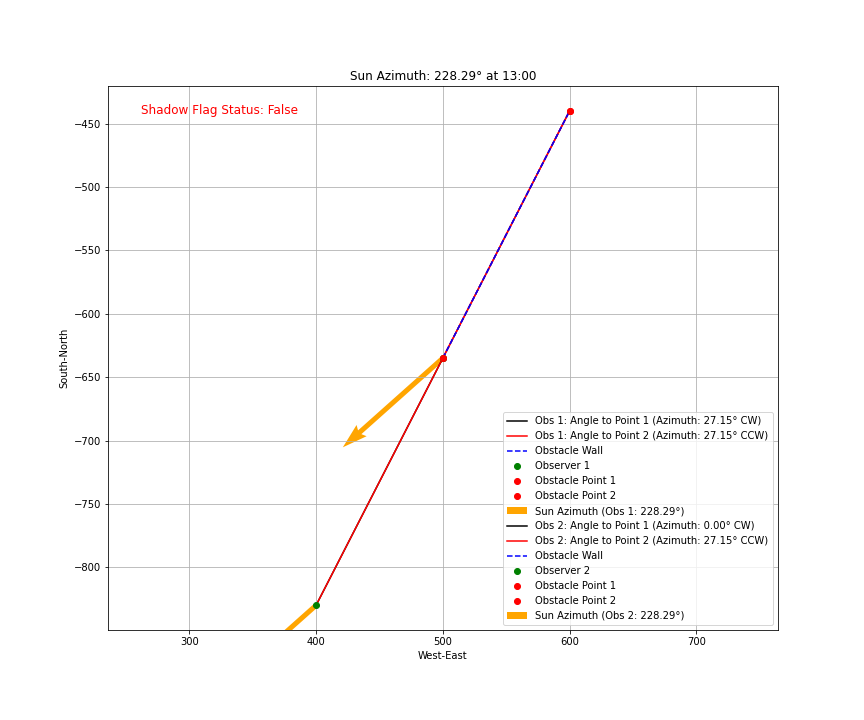 Sun Azimuth: 228.29° at 13:00
Shadow Flag Status: False
−450
−500
−550
−600
−650
−700
−750
−800
South-North
Obs 1: Angle to Point 1 (Azimuth: 27.15° CW)
Obs 1: Angle to Point 2 (Azimuth: 27.15° CCW)
Obstacle Wall
Observer 1
Obstacle Point 1
Obstacle Point 2
Sun Azimuth (Obs 1: 228.29°)
Obs 2: Angle to Point 1 (Azimuth: 0.00° CW)
Obs 2: Angle to Point 2 (Azimuth: 27.15° CCW)
Obstacle Wall
Observer 2
Obstacle Point 1
Obstacle Point 2
Sun Azimuth (Obs 2: 228.29°)
300 400 500 600 700
West-East